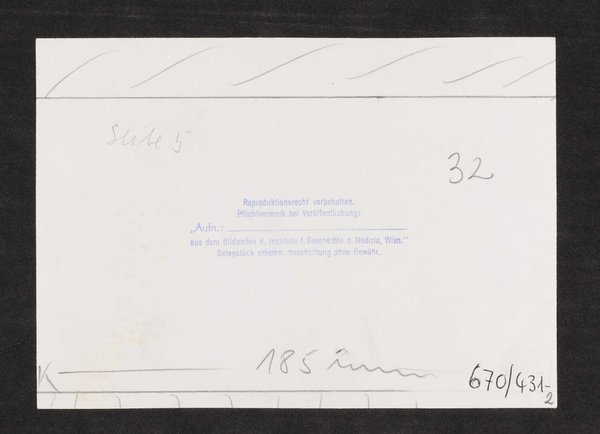 Seite 5
32
Reproduktionsrecht vorbehalten.
Pflichtvermerk bei Veröffentlichung:
„Aufn.:
aus dem Bildarchiv d. Instituts f. Geschichte d. Medizin, Wien."
Belegstück erbeten. Beschriftung ohne Gewähr.
185 mm
670/431-2